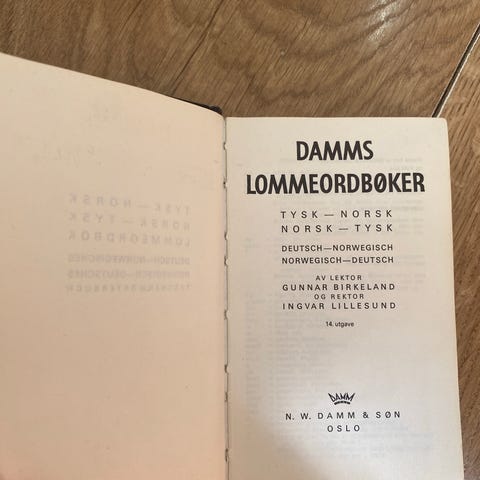 DAMMS
LOMMEORDBØKER
TYSK — NORSK
NORSK — TYSK
DEUTSCH—NORWEGISCH
NORWEGISCH—DEUTSCH
AV LEKTOR
GUNNAR BIRKELAND
OG REKTOR
INGVAR LILLESUND
14. utgave
DAMM
N. W. DAMM & SØN
OSLO